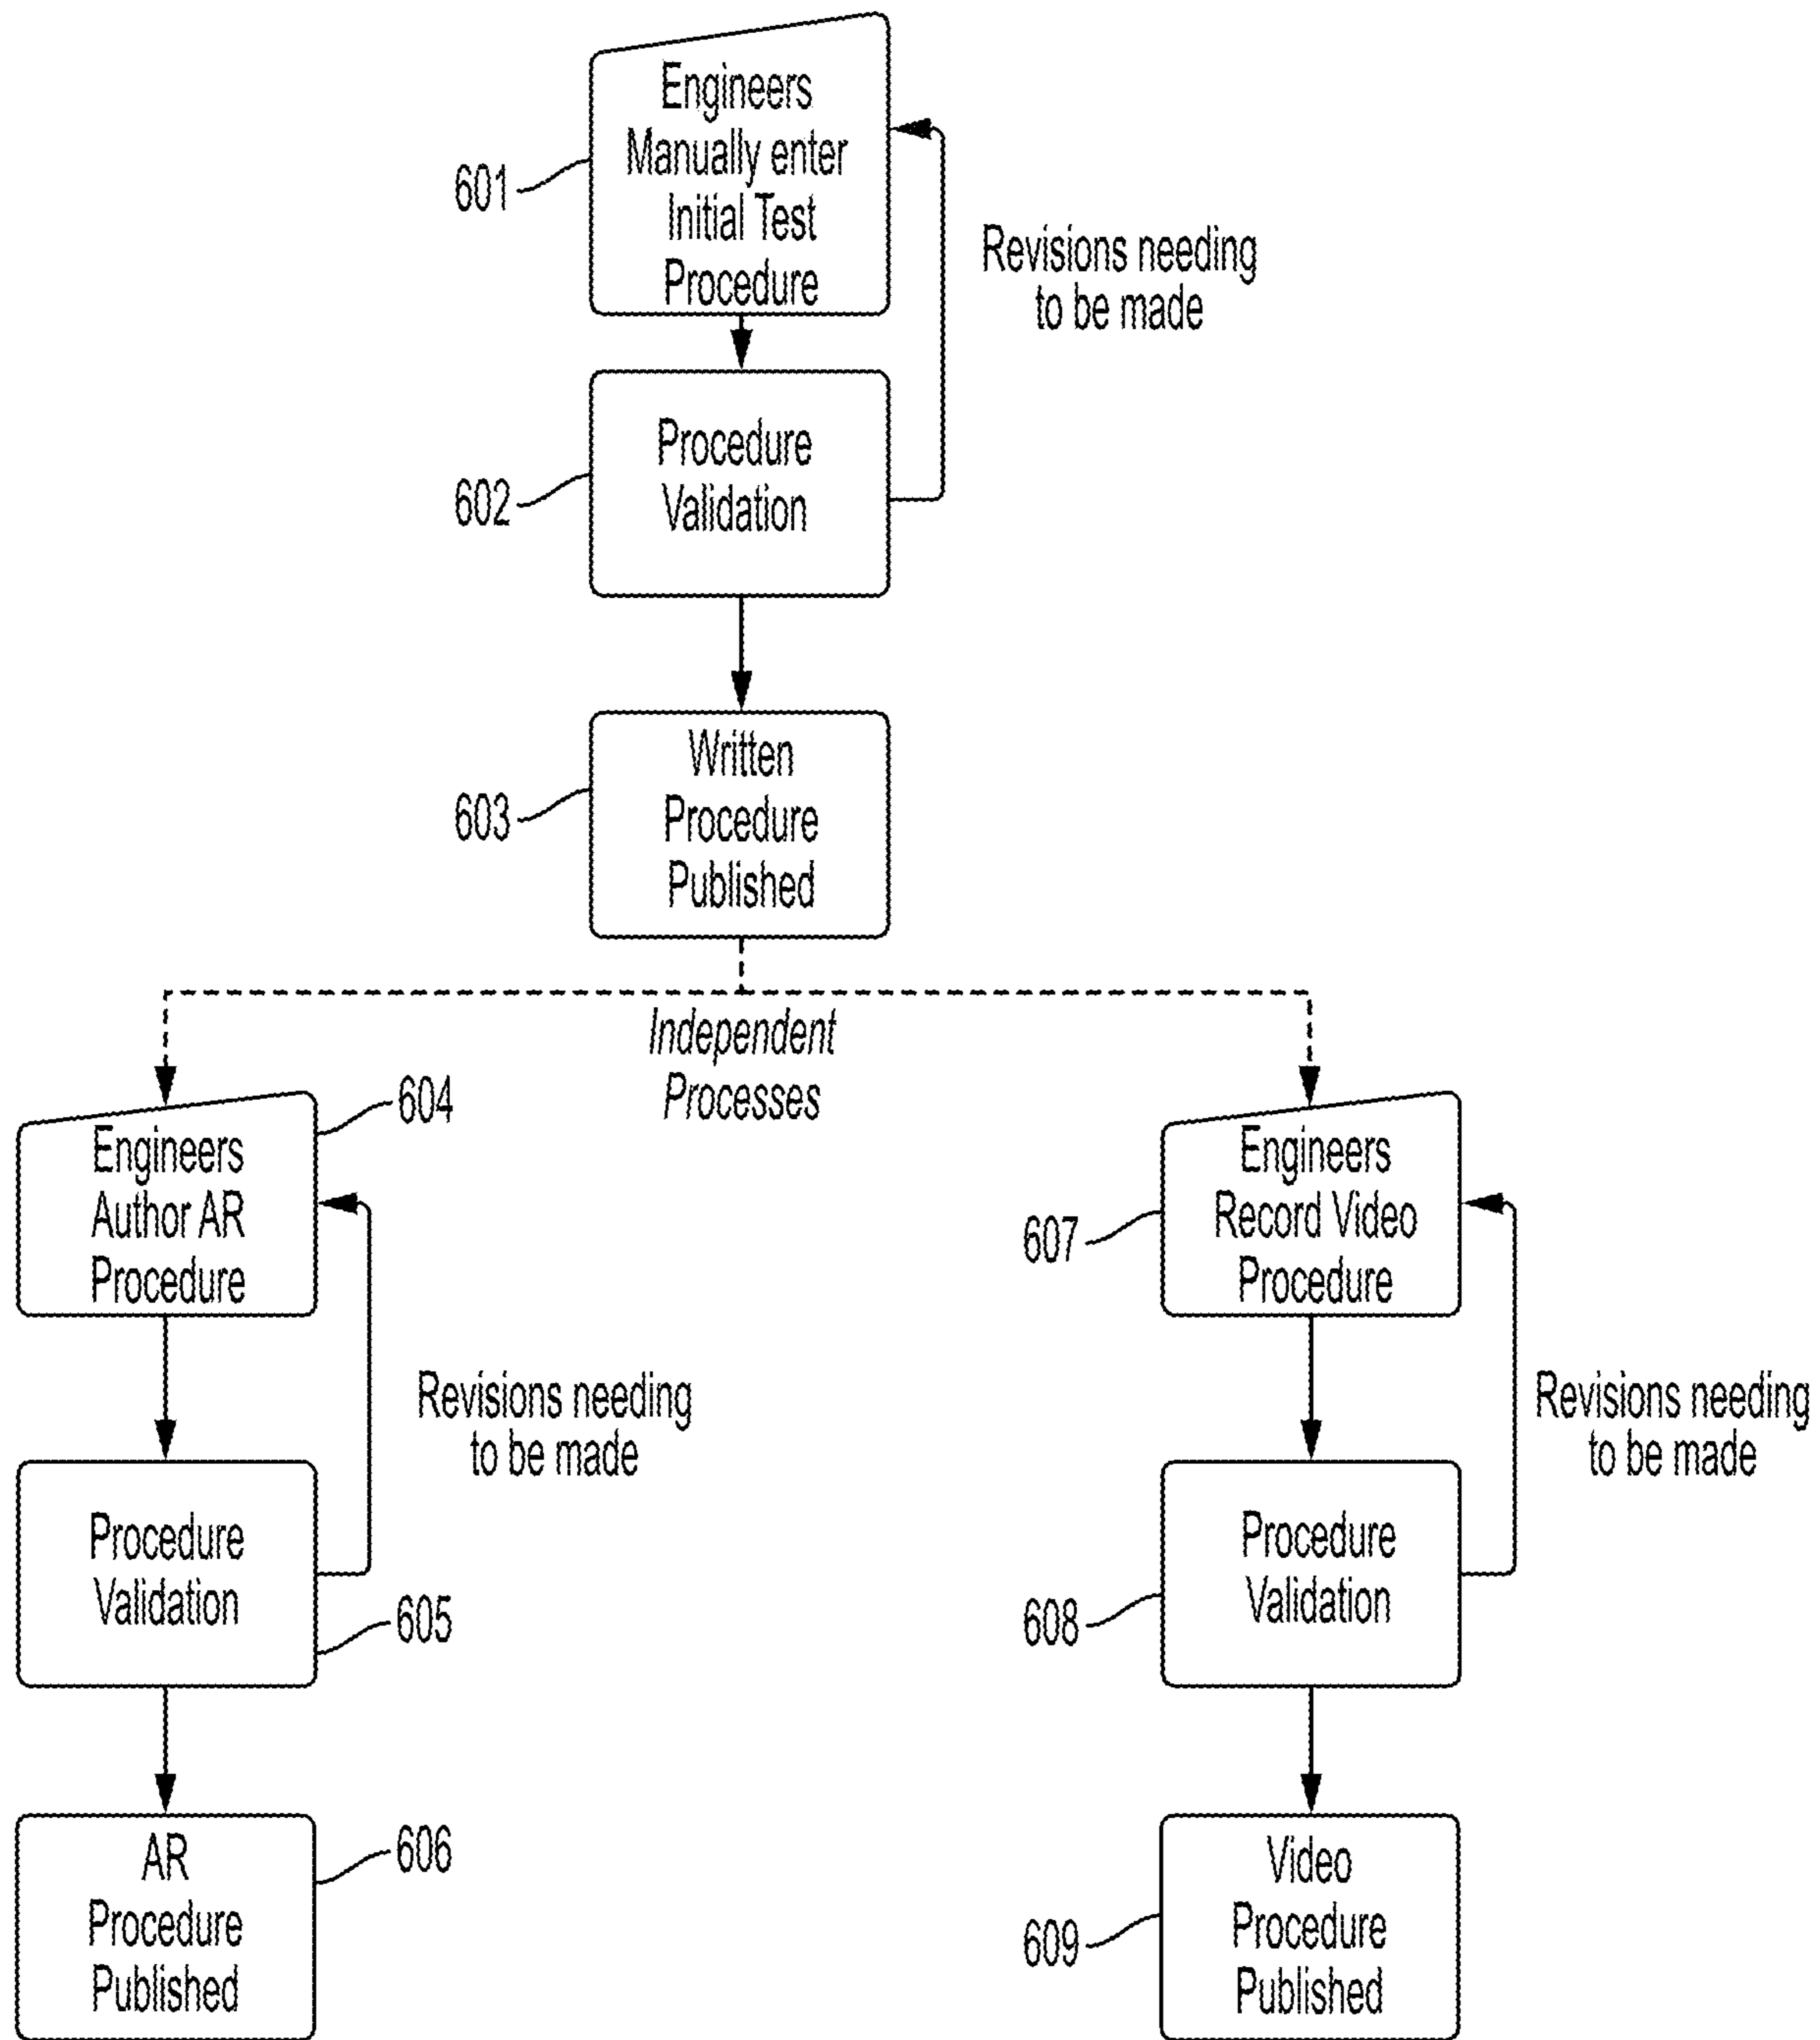 601
Engineers
Manually enter
Initial Test
Procedure
Revisions needing
to be made
602
Procedure
Validation
603
Written
Procedure
Published
Independent
Processes
604
Engineers
Author AR
Procedure
Revisions needing
to be made
Procedure
Validation
605
AR
Procedure
Published
606
607
Engineers
Record Video
Procedure
Revisions needing
to be made
608
Procedure
Validation
609
Video
Procedure
Published